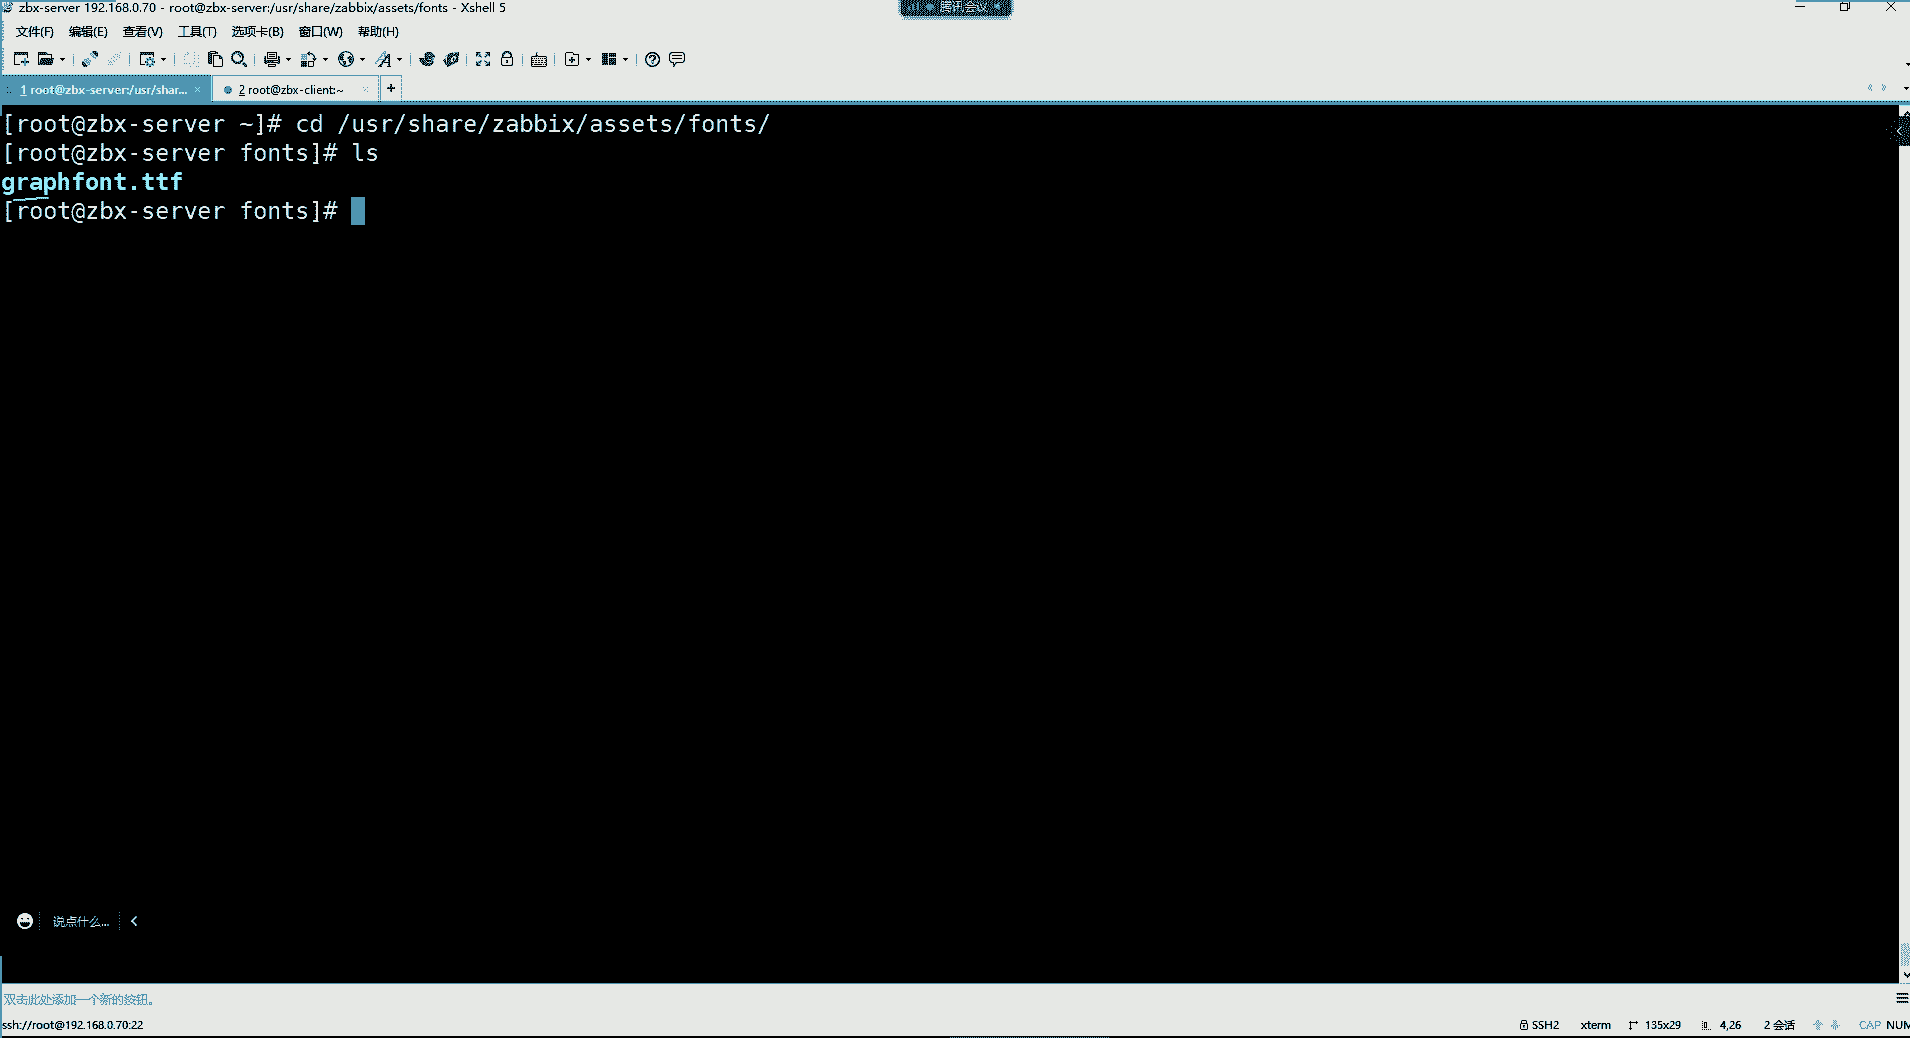 zbx-server 192.168.0.70 - root@zbx-server:/usr/share/zabbix/assets/fonts - Xshell 5
腾讯会议
文件(F) 编辑(E) 查看(V) 工具(T) 选项卡(B) 窗口(W) 帮助(H)
1 root@zbx-server:/usr/shar... × 2 root@zbx-client:~ × +
[root@zbx-server ~]# cd /usr/share/zabbix/assets/fonts/
[root@zbx-server fonts]# ls
graphfont.ttf
[root@zbx-server fonts]#
说点什么...
双击此处添加一个新的按钮。
ssh://root@192.168.0.70:22 SSH2 xterm 135x29 4,26 2 会话 CAP NUM